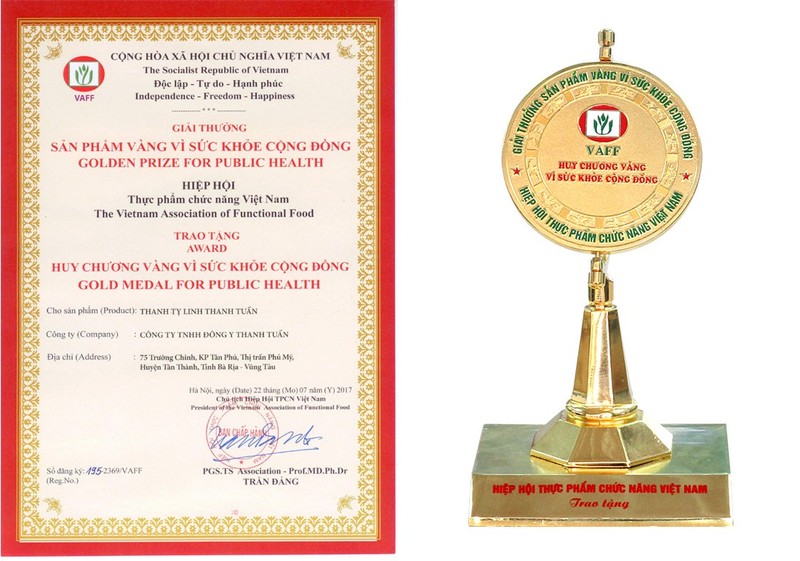 CỘNG HÒA XÃ HỘI CHỦ NGHĨA VIỆT NAM
The Socialist Republic of Vietnam
Độc lập - Tự do - Hạnh phúc
Independence - Freedom - Happiness
VAFF
GIẢI THƯỞNG
SẢN PHẨM VÀNG VÌ SỨC KHỎE CỘNG ĐỒNG
GOLDEN PRIZE FOR PUBLIC HEALTH
HIỆP HỘI
Thực phẩm chức năng Việt Nam
The Vietnam Association of Functional Food
TRAO TẶNG
AWARD
HUY CHƯƠNG VÀNG VÌ SỨC KHỎE CỘNG ĐỒNG
GOLD MEDAL FOR PUBLIC HEALTH
Cho sản phẩm (Product): THANH TỴ LINH THANH TUẤN
Công ty (Company) : CÔNG TY TNHH ĐÔNG Y THANH TUẤN
Địa chỉ (Address) : 75 Trường Chinh, KP Tân Phú, Thị trấn Phú Mỹ,
Huyện Tân Thành, Tỉnh Bà Rịa - Vũng Tàu
Hà Nội, ngày (Date) 22 tháng (Mo) 07 năm (Y) 2017
Chủ tịch Hiệp Hội TPCN Việt Nam
President of the Vietnam Association of Functional Food
BAN CHẤP HÀNH
Số đăng ký: 195-2369/VAFF
(Reg.No.)
PGS.TS Association - Prof.MD.Ph.Dr
TRẦN ĐÁNG
GIẢI THƯỞNG SẢN PHẨM VÀNG VÌ SỨC KHỎE CỘNG ĐỒNG
VAFF
HUY CHƯƠNG VÀNG
VÌ SỨC KHỎE CỘNG ĐỒNG
HIỆP HỘI THỰC PHẨM CHỨC NĂNG VIỆT NAM
HIỆP HỘI THỰC PHẨM CHỨC NĂNG VIỆT NAM
Trao tặng